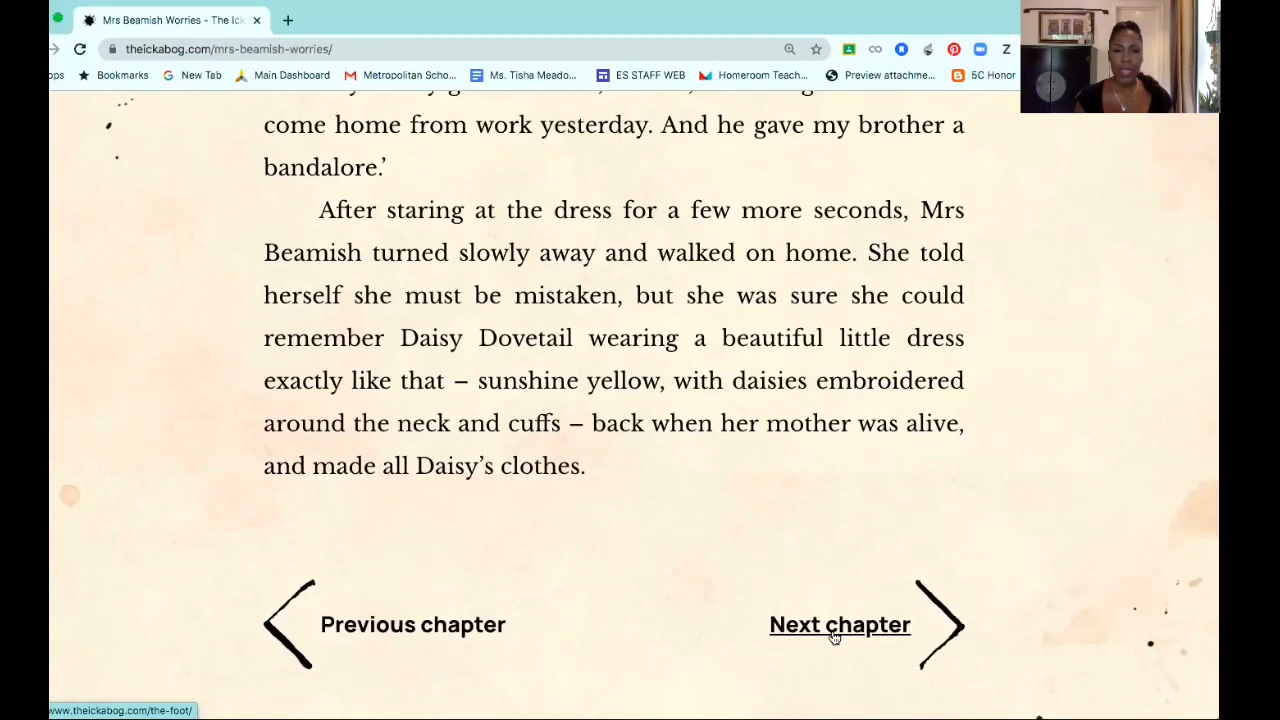 Mrs Beamish Worries - The Ick
theickabog.com/mrs-beamish-worries/
ops Bookmarks New Tab Main Dashboard Metropolitan Scho... Ms. Tisha Meado... ES STAFF WEB Homeroom Teach... Preview attachme... 5C Honor
come home from work yesterday. And he gave my brother a
bandalore.’
After staring at the dress for a few more seconds, Mrs
Beamish turned slowly away and walked on home. She told
herself she must be mistaken, but she was sure she could
remember Daisy Dovetail wearing a beautiful little dress
exactly like that – sunshine yellow, with daisies embroidered
around the neck and cuffs – back when her mother was alive,
and made all Daisy’s clothes.
Previous chapter Next chapter
www.theickabog.com/the-foot/